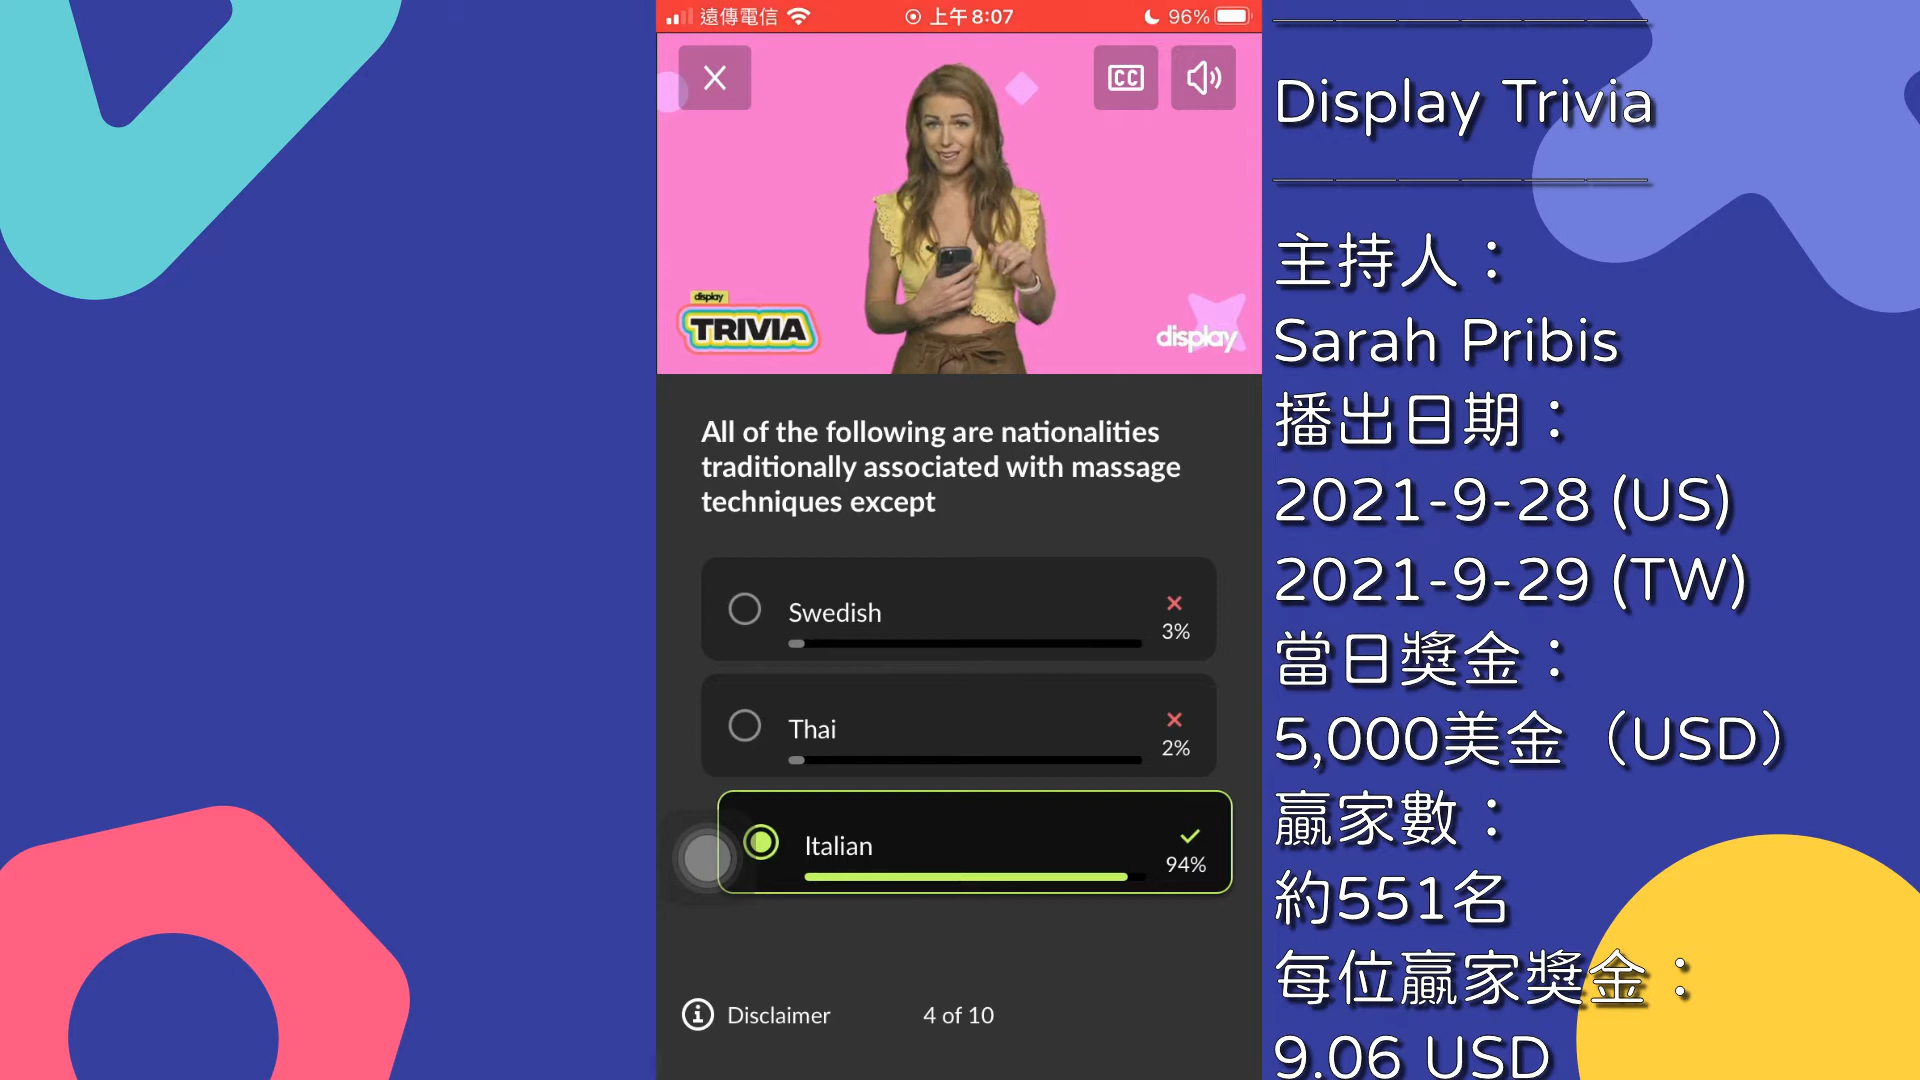 遠傳電信
上午8:07
96%
CC
display
TRIVIA
display
All of the following are nationalities
traditionally associated with massage
techniques except
Swedish
3%
Thai
2%
Italian
94%
Disclaimer
4 of 10
Display Trivia
主持人：
Sarah Pribis
播出日期：
2021-9-28 (US)
2021-9-29 (TW)
當日獎金：
5,000美金（USD）
贏家數：
約551名
每位贏家獎金：
9.06 USD